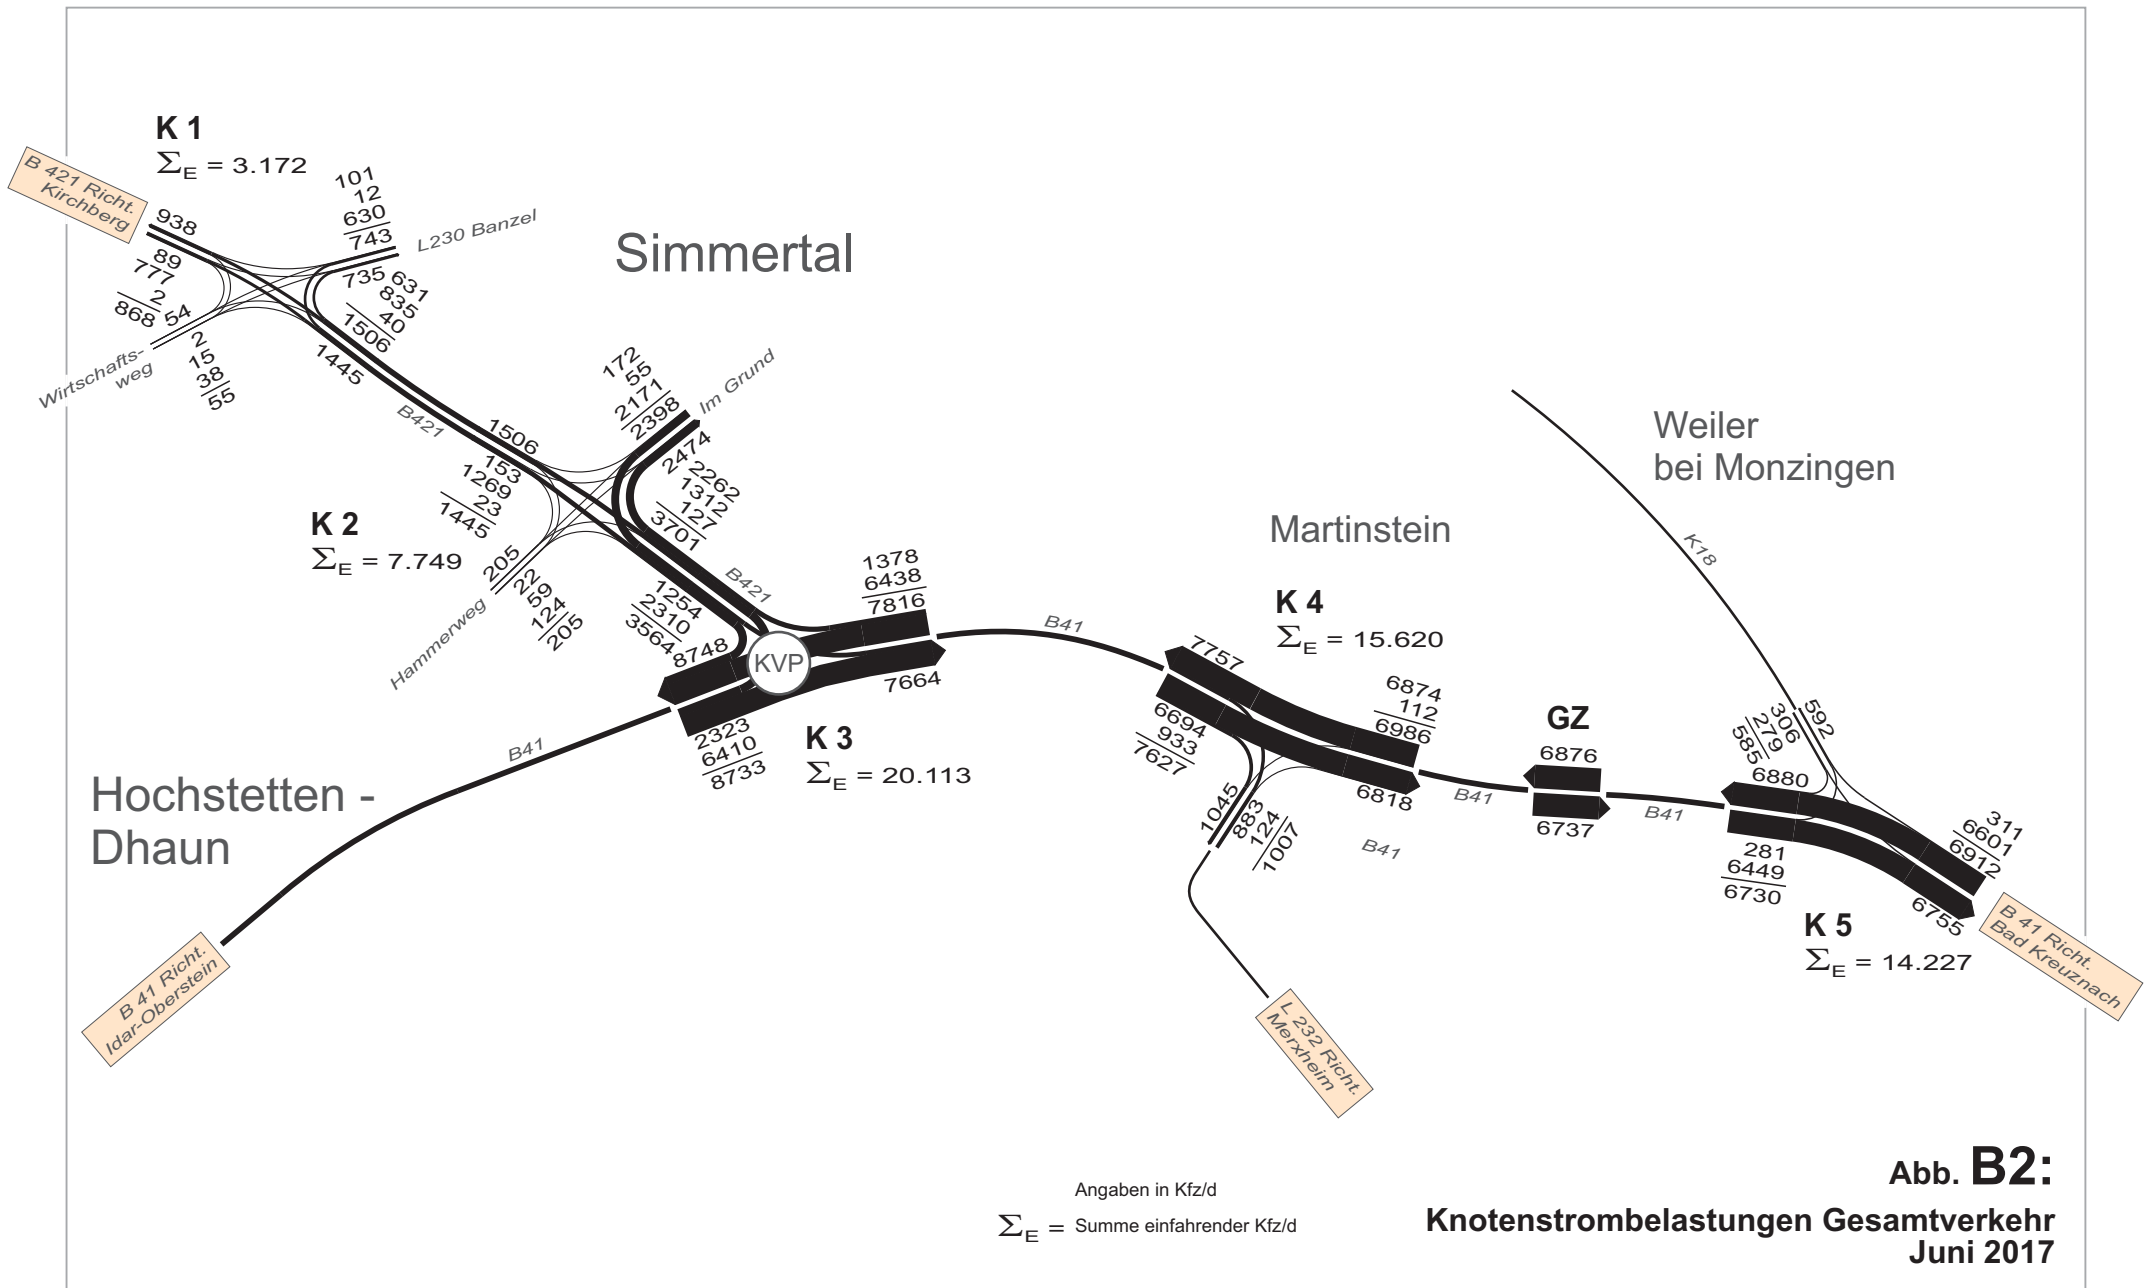 K 1
ΣE = 3.172
B 421 Richt.
Kirchberg
938
101
12
630
743
L230 Banzel
735
631
835
40
1506
89
777
2
868
54
2
15
38
55
Wirtschafts-
weg
1445
B421
Simmertal
1506
172
55
2171
2398
Im Grund
2474
2262
1312
127
3701
153
1269
23
1445
K 2
ΣE = 7.749
205
22
59
124
205
Hammerweg
1254
2310
3564
B421
1378
6438
7816
8748
KVP
7664
2323
6410
8733
K 3
ΣE = 20.113
B41
B41
Hochstetten -
Dhaun
B 41 Richt.
Idar-Oberstein
Martinstein
K 4
ΣE = 15.620
7757
6874
112
6986
6694
933
7627
6818
1045
883
124
1007
B41
B41
L 232 Richt.
Merxheim
GZ
6876
6737
B41
Weiler
bei Monzingen
K18
592
306
279
585
6880
311
6601
6912
281
6449
6730
6755
K 5
ΣE = 14.227
B 41 Richt.
Bad Kreuznach
Angaben in Kfz/d
ΣE = Summe einfahrender Kfz/d
Abb. B2:
Knotenstrombelastungen Gesamtverkehr
Juni 2017